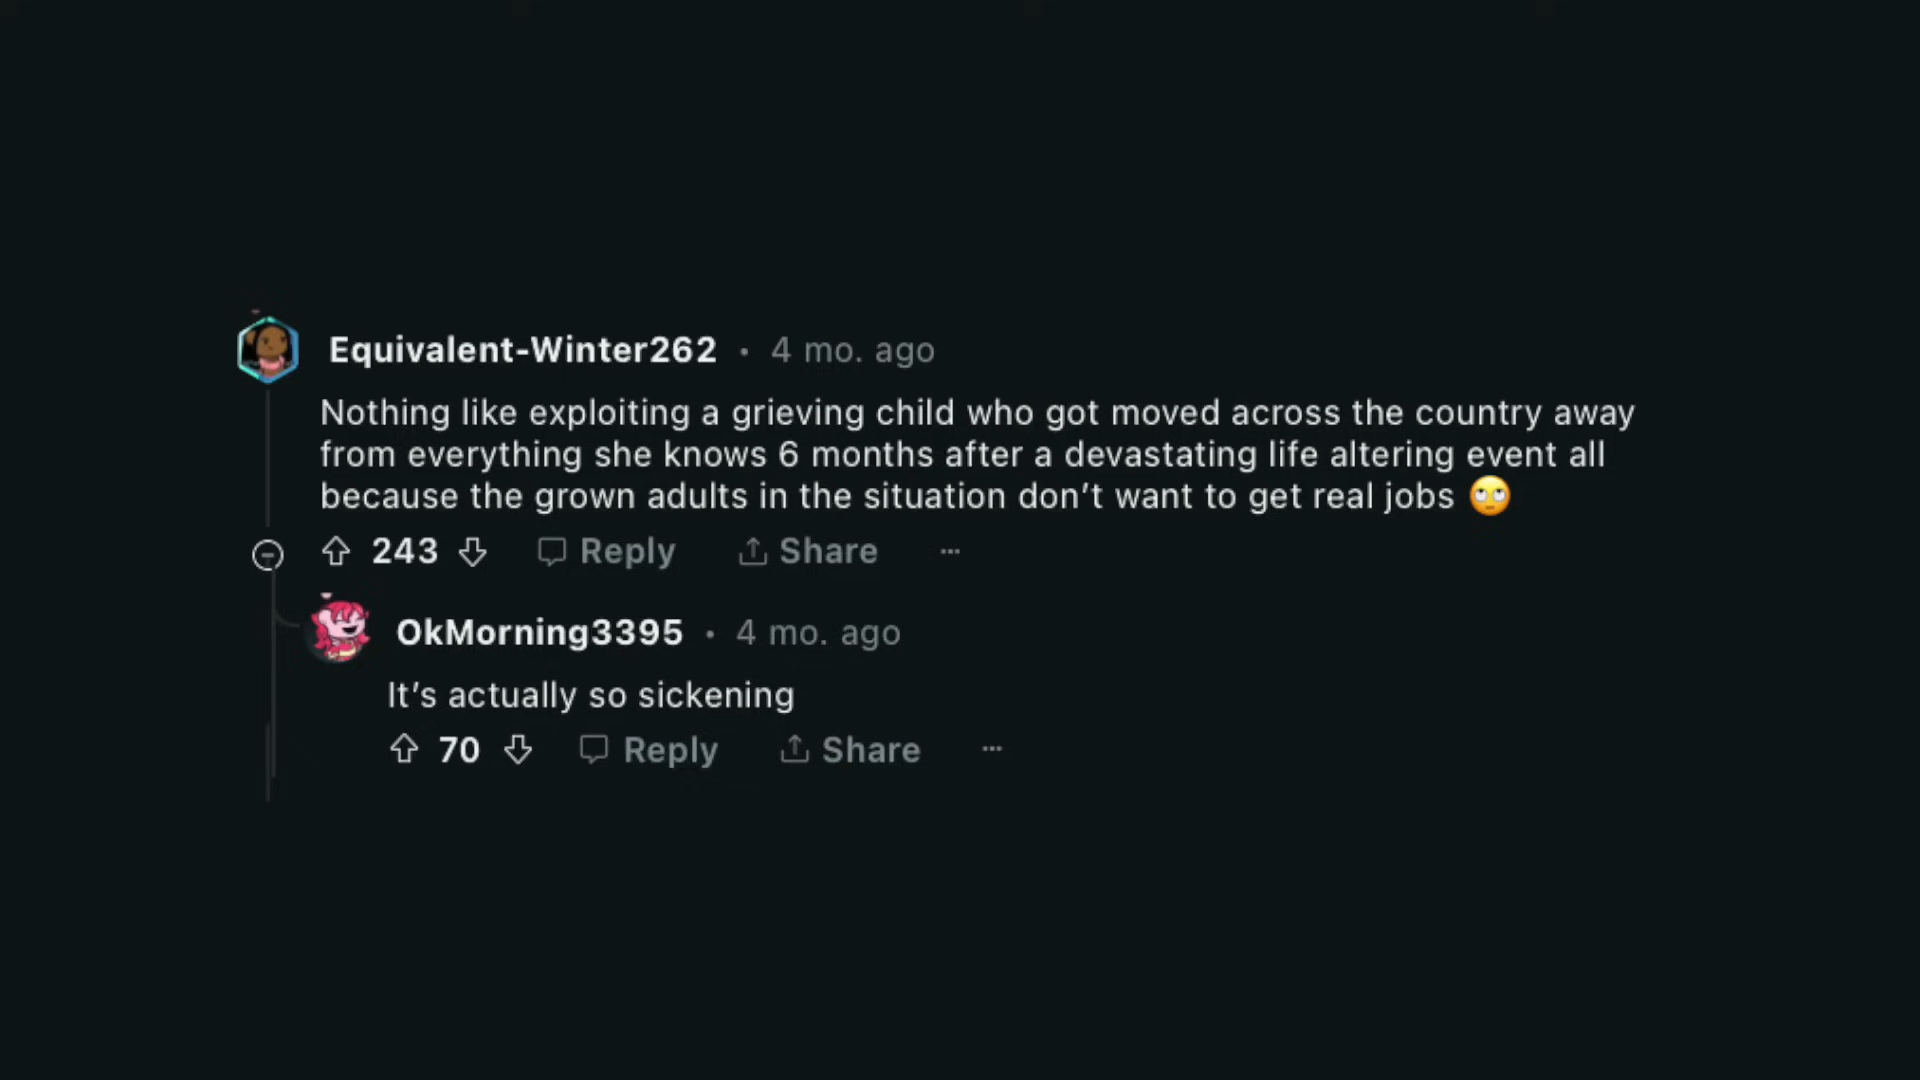 Equivalent-Winter262 • 4 mo. ago
Nothing like exploiting a grieving child who got moved across the country away
from everything she knows 6 months after a devastating life altering event all
because the grown adults in the situation don’t want to get real jobs 🙄
243 Reply Share ...
OkMorning3395 • 4 mo. ago
It’s actually so sickening
70 Reply Share ...